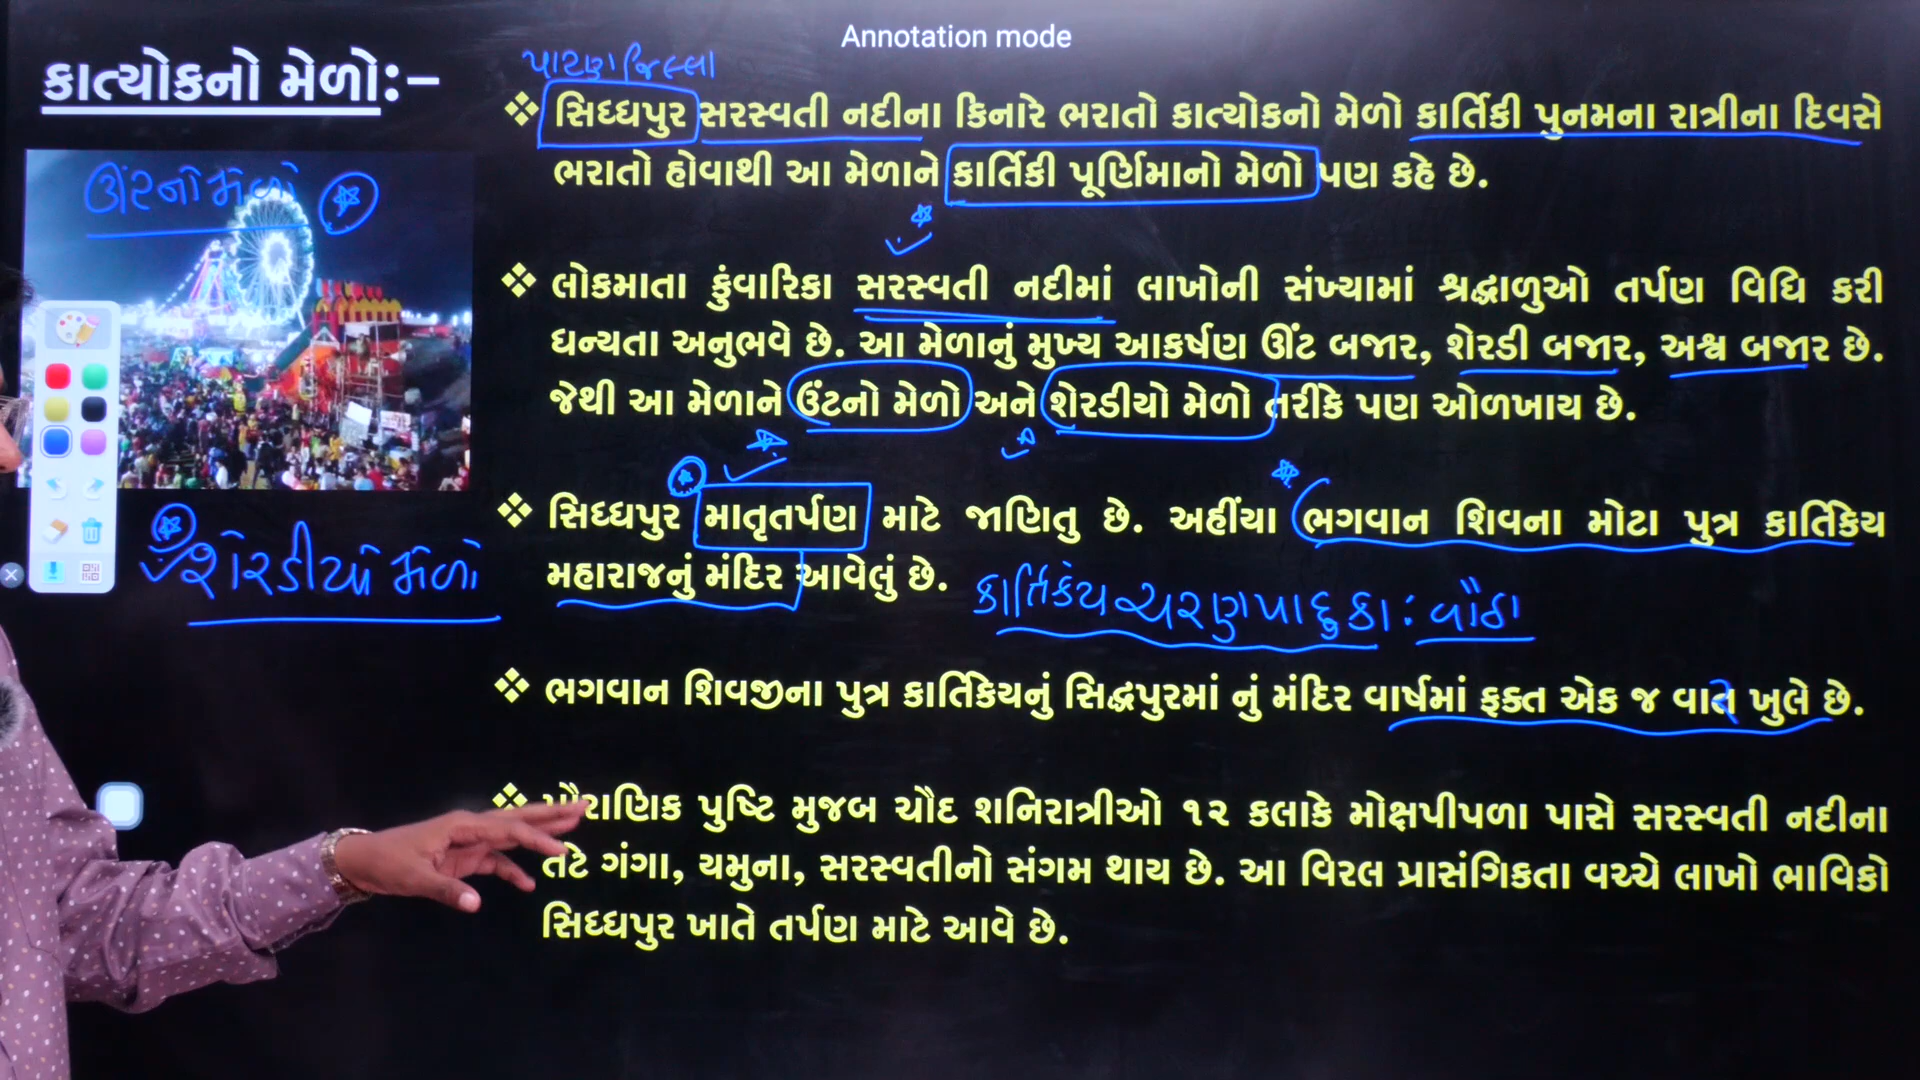 Annotation mode
કાત્યોકનો મેળો:-
પાટણ જિલ્લા
❖ સિધ્ધપુર સરસ્વતી નદીના કિનારે ભરાતો કાત્યોકનો મેળો કાર્તિકી પુનમના રાત્રીના દિવસે
ભરાતો હોવાથી આ મેળાને કાર્તિકી પૂર્ણિમાનો મેળો પણ કહે છે.
ઊંટનો મેળો
❖ લોકમાતા કુંવારિકા સરસ્વતી નદીમાં લાખોની સંખ્યામાં શ્રદ્ધાળુઓ તર્પણ વિધિ કરી
ધન્યતા અનુભવે છે. આ મેળાનું મુખ્ય આકર્ષણ ઊંટ બજાર, શેરડી બજાર, અશ્વ બજાર છે.
જેથી આ મેળાને ઉંટનો મેળો અને શેરડીયો મેળો તરીકે પણ ઓળખાય છે.
❖ સિધ્ધપુર માતૃતર્પણ માટે જાણિતુ છે. અહીંયા ભગવાન શિવના મોટા પુત્ર કાર્તિકેય
મહારાજનું મંદિર આવેલું છે.
શેરડીયો મેળો
કાર્તિકેય ચરણપાદુકા : વૌઠા
❖ ભગવાન શિવજીના પુત્ર કાર્તિકેયનું સિદ્ધપુરમાં નું મંદિર વાર્ષમાં ફક્ત એક જ વાર ખુલે છે.
❖ પૌરાણિક પુષ્ટિ મુજબ ચૌદ શનિરાત્રીઓ ૧૨ કલાકે મોક્ષપીપળા પાસે સરસ્વતી નદીના
તટે ગંગા, યમુના, સરસ્વતીનો સંગમ થાય છે. આ વિરલ પ્રાસંગિકતા વચ્ચે લાખો ભાવિકો
સિધ્ધપુર ખાતે તર્પણ માટે આવે છે.